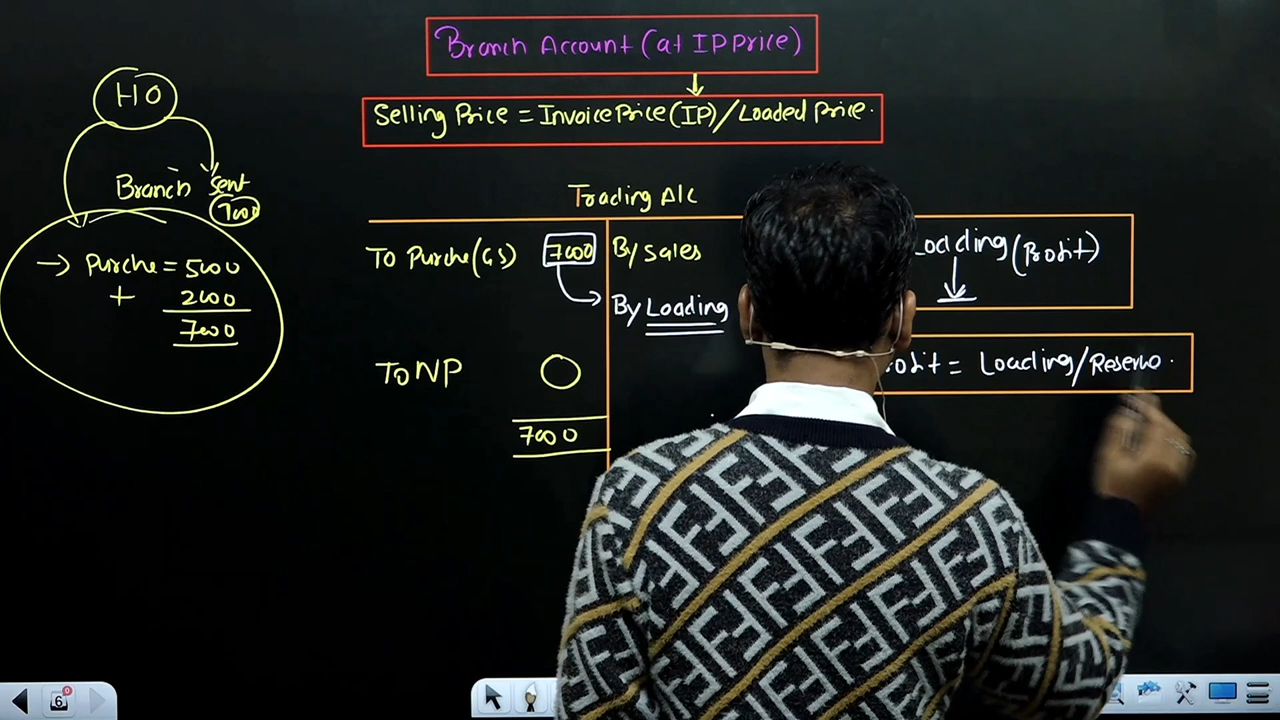 Branch Account (at IP Price)
Selling Price = Invoice Price (IP) / Loaded Price.
HO
Branch
sent
7000
→ Purche = 5000
+ 2000
7000
Trading A/c
To Purche (GS) 7000 By sales
By Loading
To NP O
7000
Loading (Profit)
= Loading/Reserve.
6